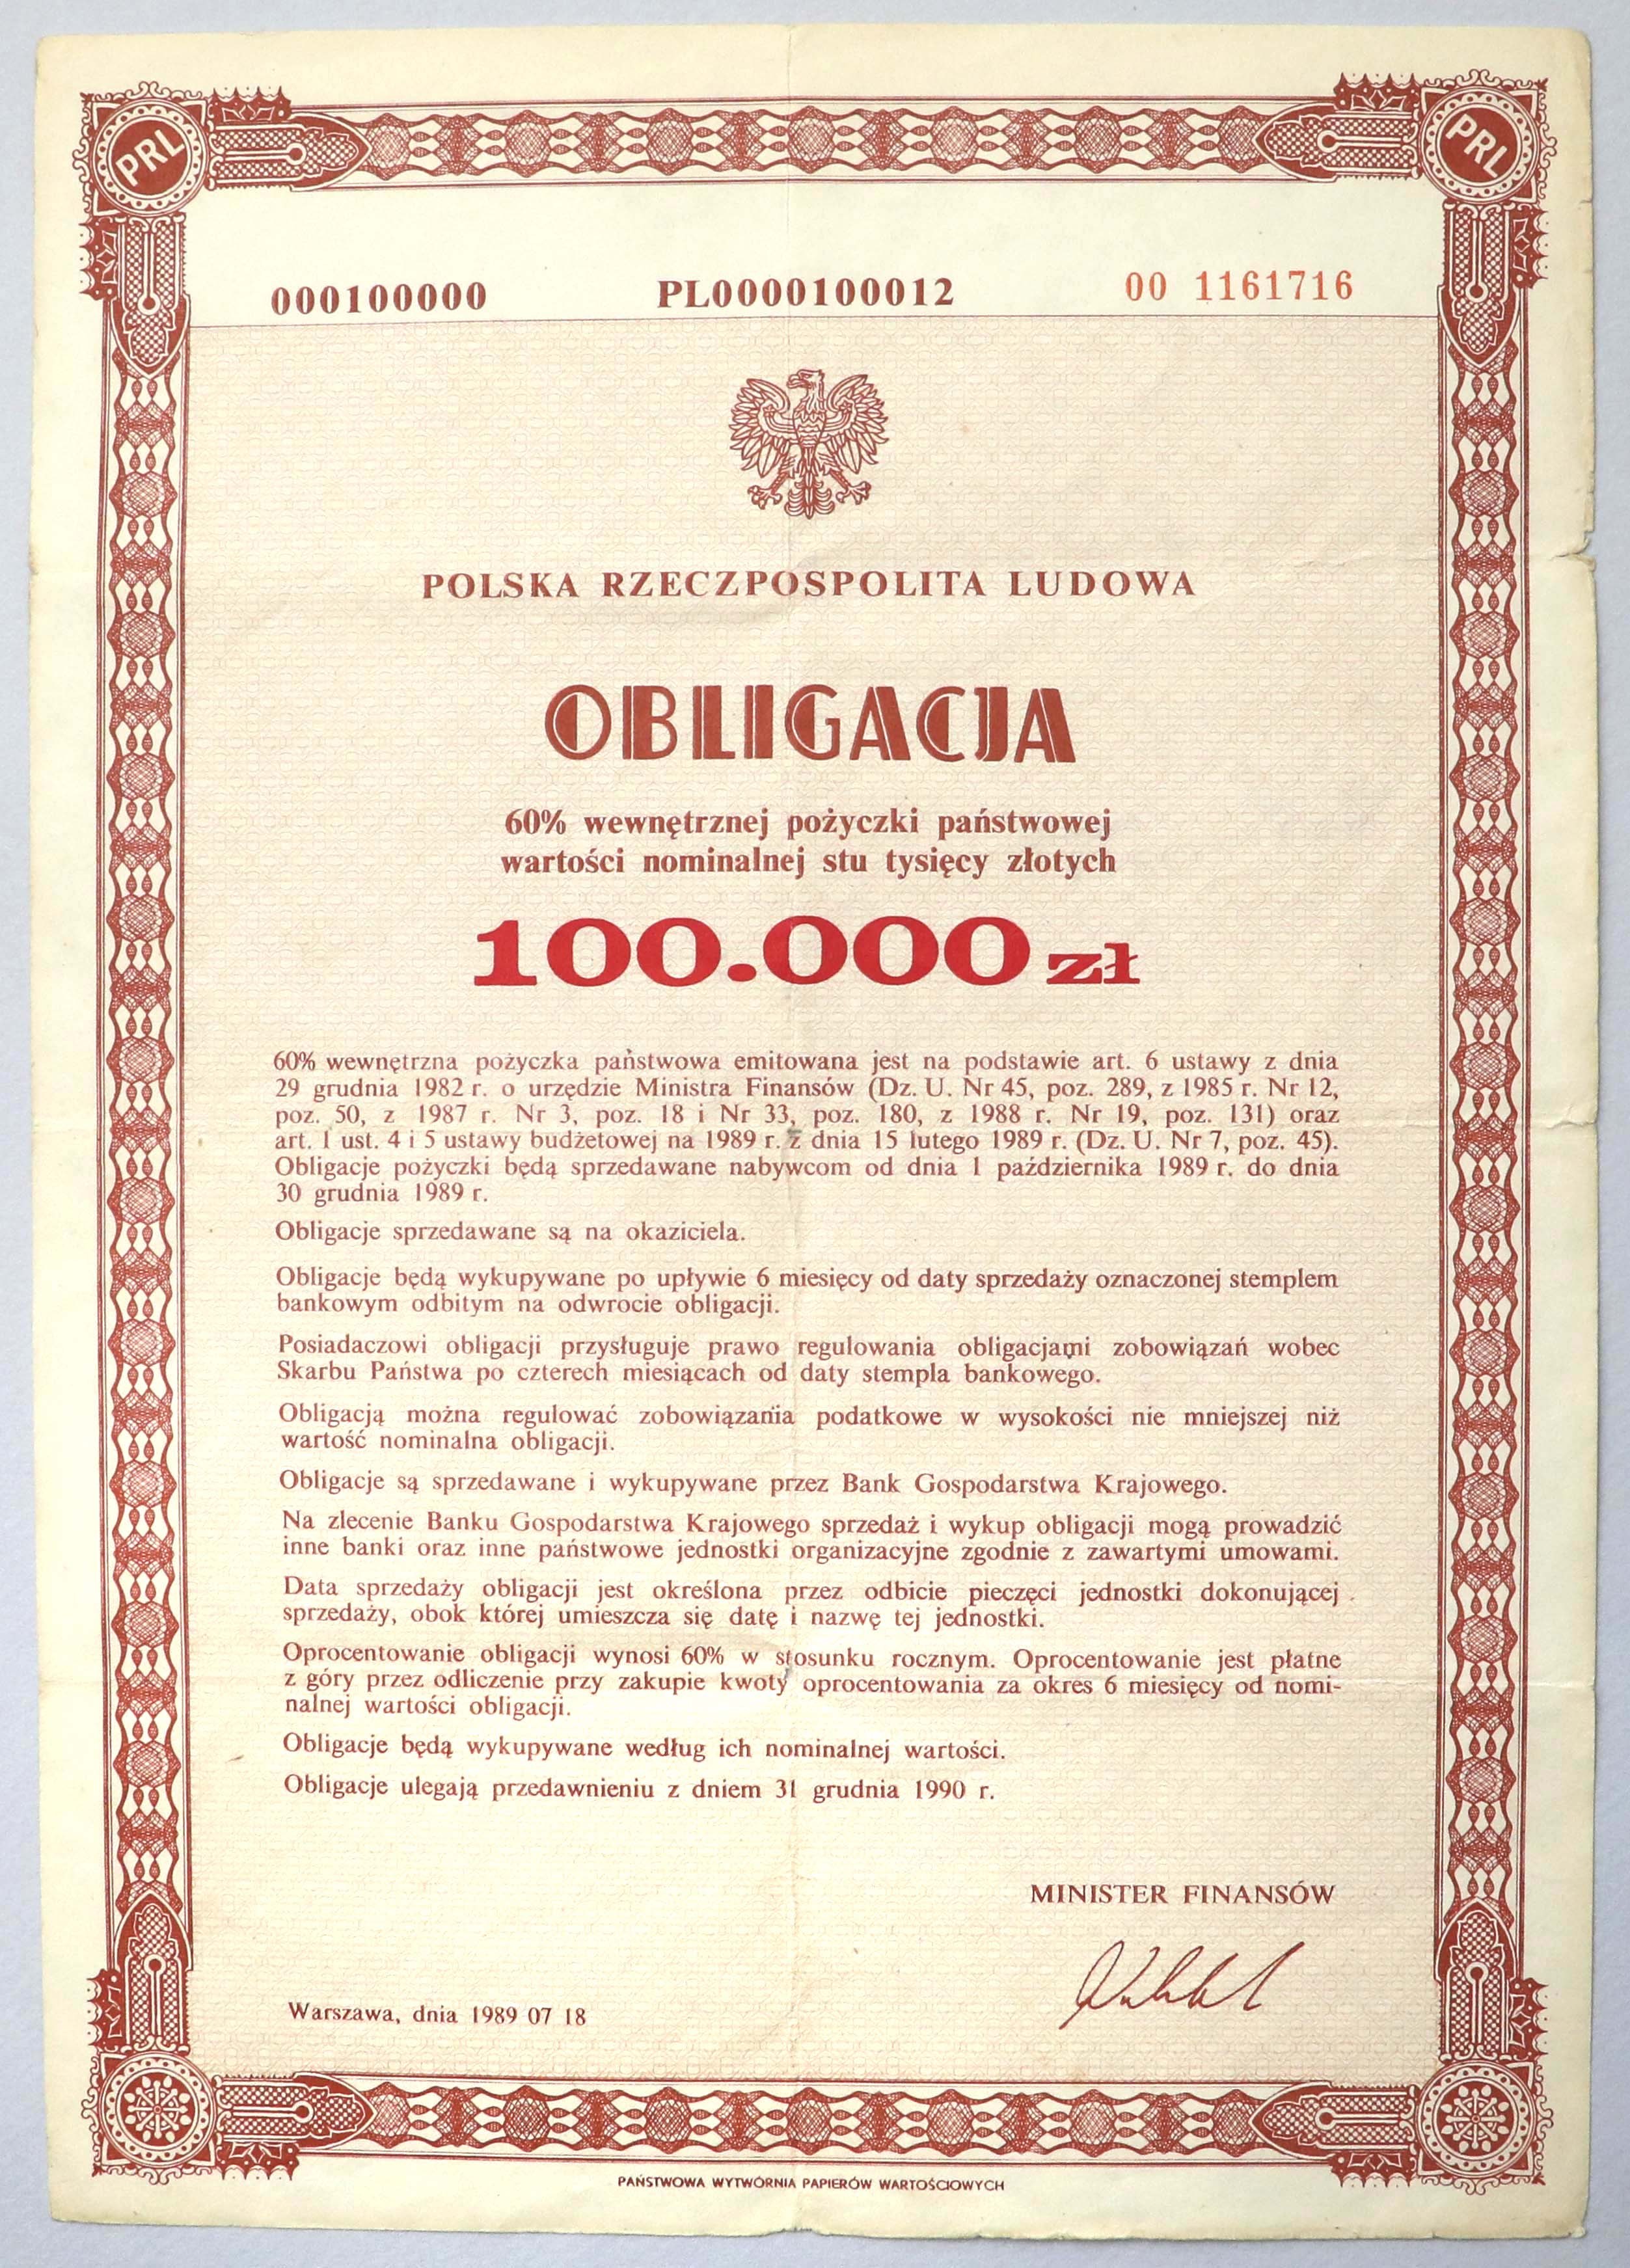 PRL
PRL
000100000 PL0000100012 00 1161716
POLSKA RZECZPOSPOLITA LUDOWA
OBLIGACJA
60% wewnętrznej pożyczki państwowej
wartości nominalnej stu tysięcy złotych
100.000 zł
60% wewnętrzna pożyczka państwowa emitowana jest na podstawie art. 6 ustawy z dnia
29 grudnia 1982 r. o urzędzie Ministra Finansów (Dz. U. Nr 45, poz. 289, z 1985 r. Nr 12,
poz. 50, z 1987 r. Nr 3, poz. 18 i Nr 33, poz. 180, z 1988 r. Nr 19, poz. 131) oraz
art. 1 ust. 4 i 5 ustawy budżetowej na 1989 r. z dnia 15 lutego 1989 r. (Dz. U. Nr 7, poz. 45).
Obligacje pożyczki będą sprzedawane nabywcom od dnia 1 października 1989 r. do dnia
30 grudnia 1989 r.
Obligacje sprzedawane są na okaziciela.
Obligacje będą wykupywane po upływie 6 miesięcy od daty sprzedaży oznaczonej stemplem
bankowym odbitym na odwrocie obligacji.
Posiadaczowi obligacji przysługuje prawo regulowania obligacjami zobowiązań wobec
Skarbu Państwa po czterech miesiącach od daty stempla bankowego.
Obligacją można regulować zobowiązania podatkowe w wysokości nie mniejszej niż
wartość nominalna obligacji.
Obligacje są sprzedawane i wykupywane przez Bank Gospodarstwa Krajowego.
Na zlecenie Banku Gospodarstwa Krajowego sprzedaż i wykup obligacji mogą prowadzić
inne banki oraz inne państwowe jednostki organizacyjne zgodnie z zawartymi umowami.
Data sprzedaży obligacji jest określona przez odbicie pieczęci jednostki dokonującej
sprzedaży, obok której umieszcza się datę i nazwę tej jednostki.
Oprocentowanie obligacji wynosi 60% w stosunku rocznym. Oprocentowanie jest płatne
z góry przez odliczenie przy zakupie kwoty oprocentowania za okres 6 miesięcy od nomi-
nalnej wartości obligacji.
Obligacje będą wykupywane według ich nominalnej wartości.
Obligacje ulegają przedawnieniu z dniem 31 grudnia 1990 r.
MINISTER FINANSÓW
Warszawa, dnia 1989 07 18
PAŃSTWOWA WYTWÓRNIA PAPIERÓW WARTOŚCIOWYCH